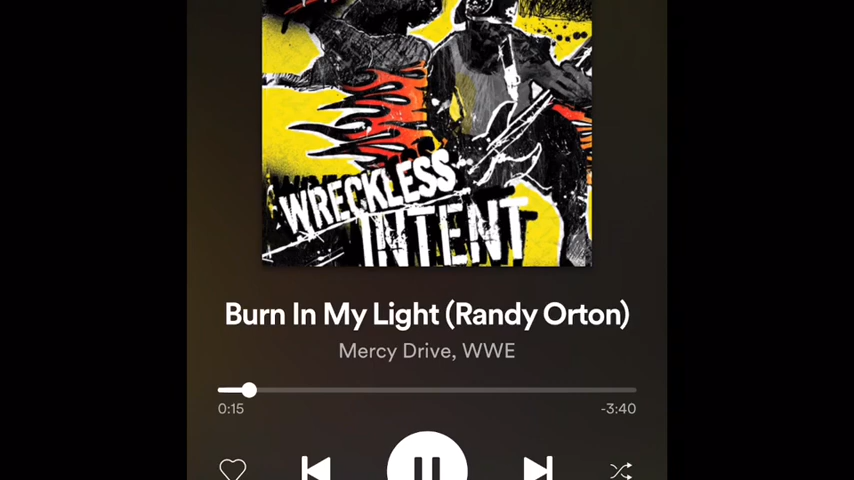 WRECKLESS
INTENT
Burn In My Light (Randy Orton)
Mercy Drive, WWE
0:15 -3:40